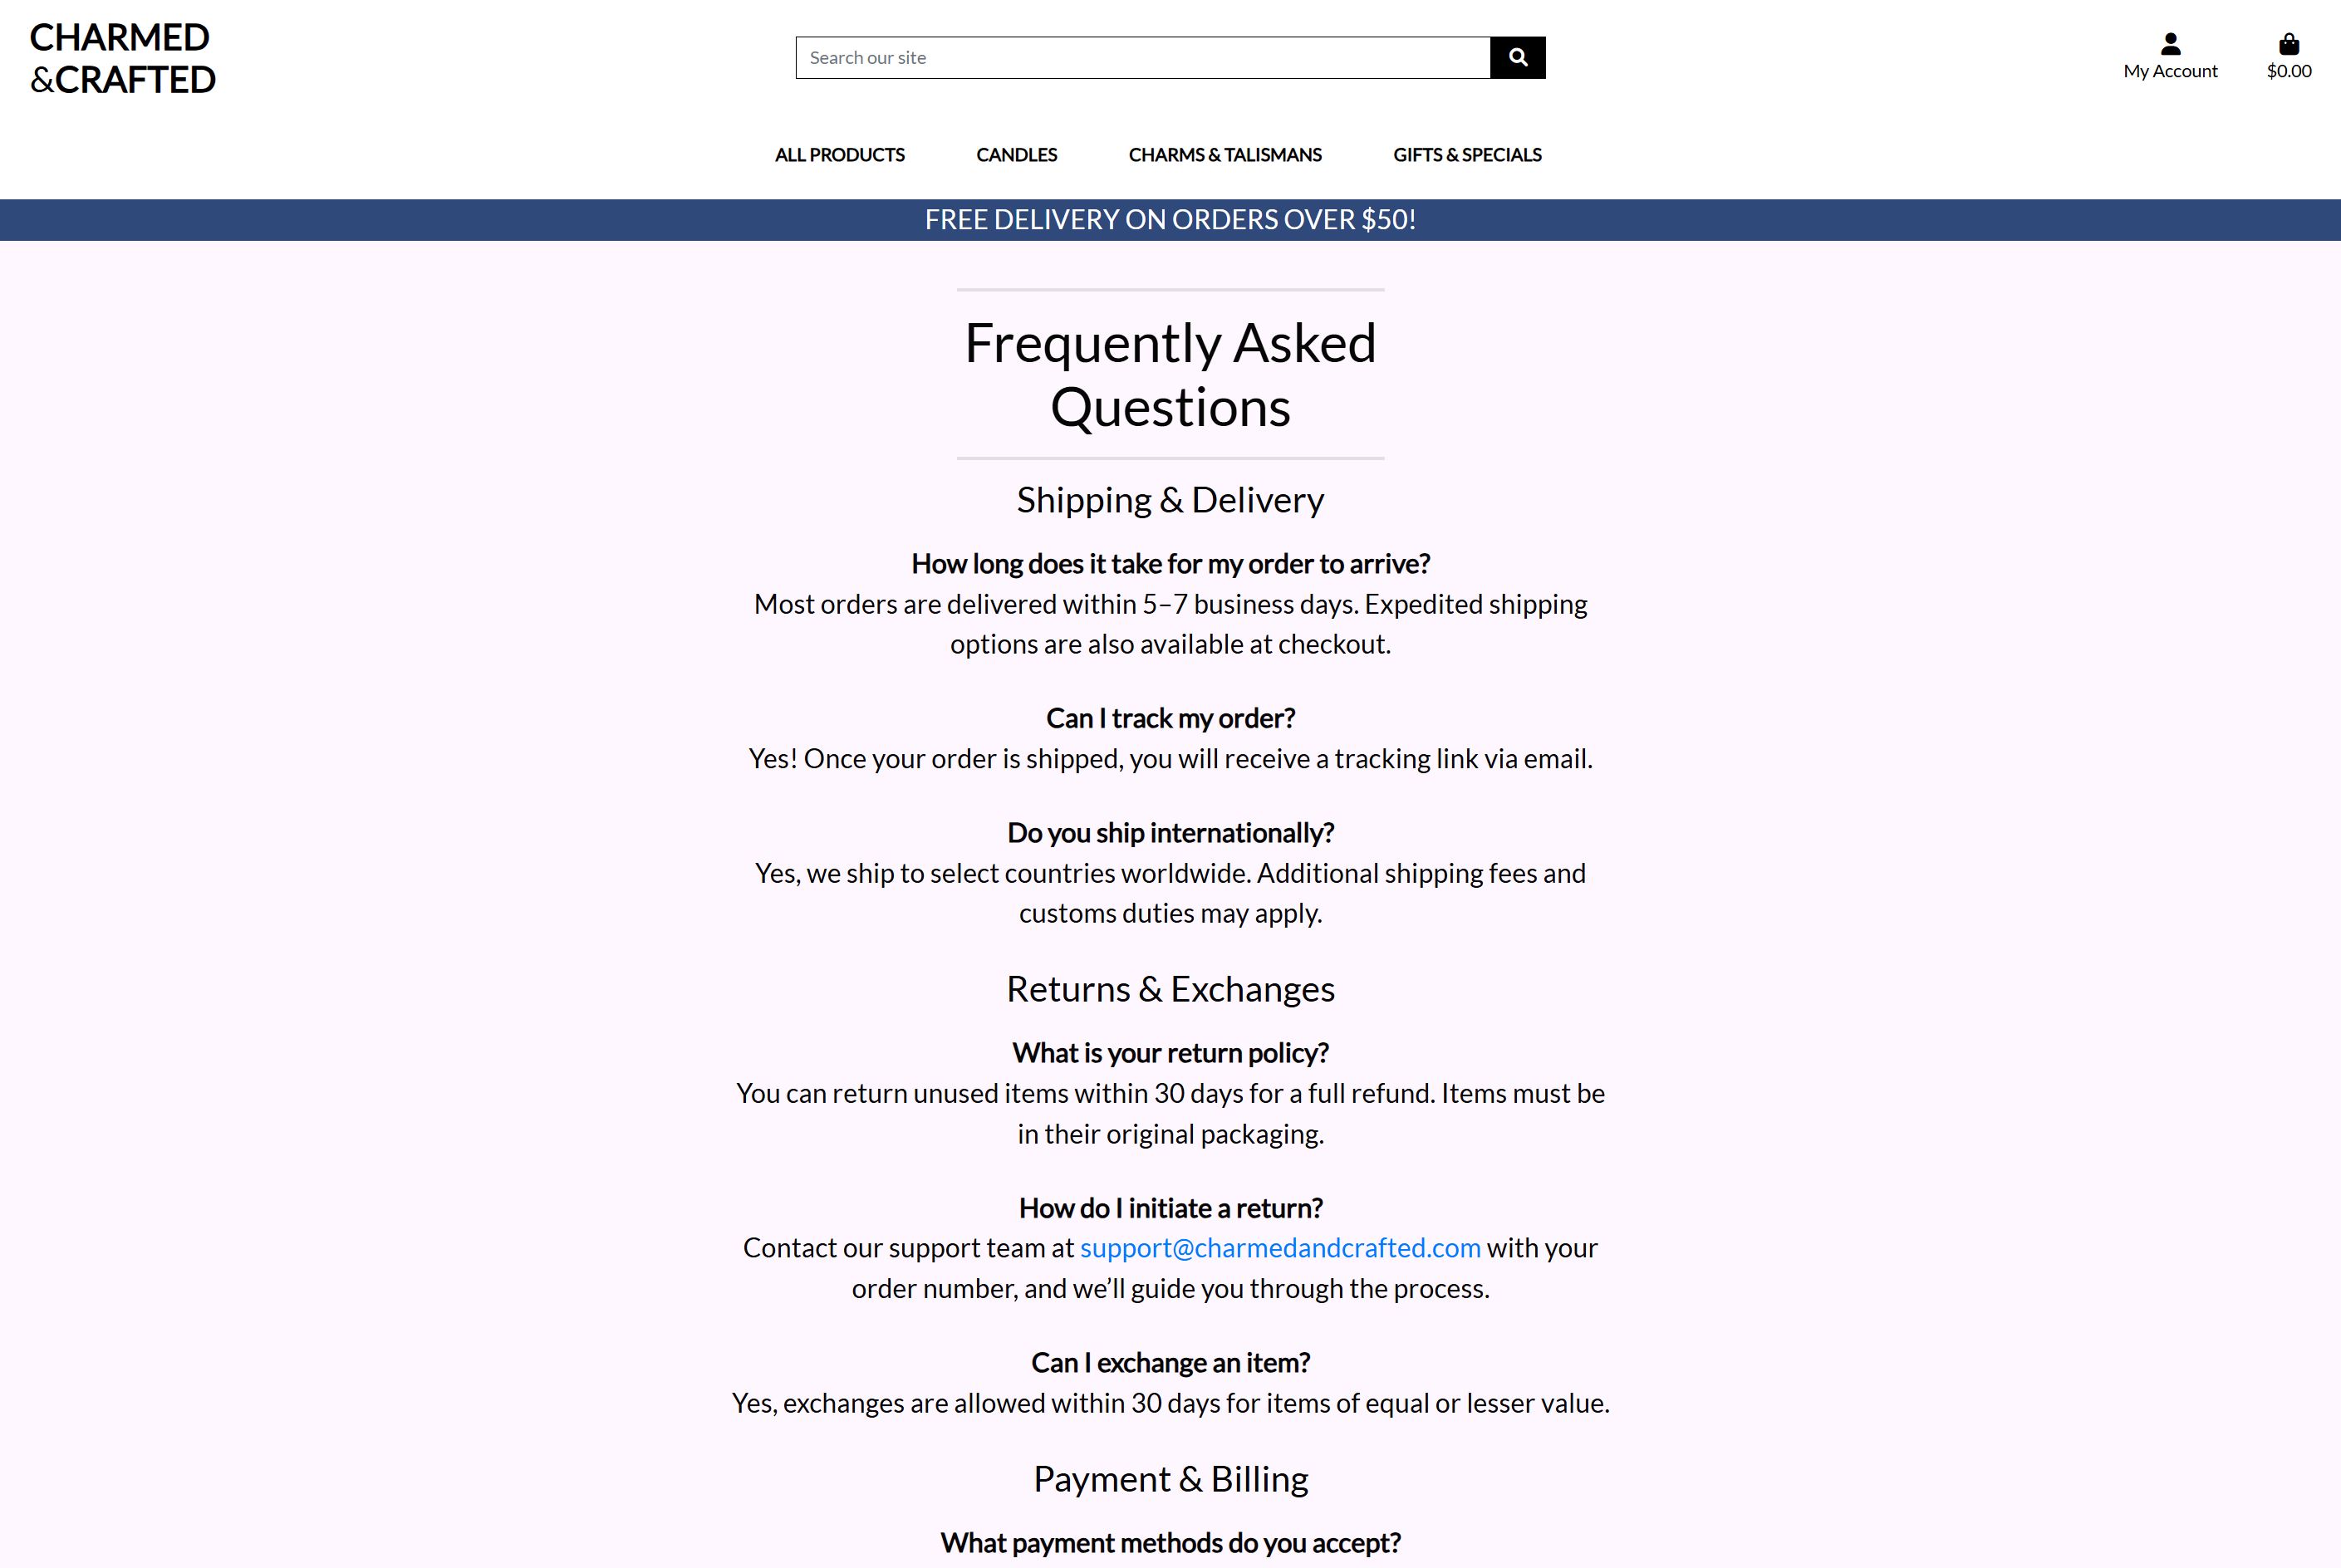 CHARMED
&CRAFTED
Search our site
My Account
$0.00
ALL PRODUCTS
CANDLES
CHARMS & TALISMANS
GIFTS & SPECIALS
FREE DELIVERY ON ORDERS OVER $50!
Frequently Asked
Questions
Shipping & Delivery
How long does it take for my order to arrive?
Most orders are delivered within 5–7 business days. Expedited shipping
options are also available at checkout.
Can I track my order?
Yes! Once your order is shipped, you will receive a tracking link via email.
Do you ship internationally?
Yes, we ship to select countries worldwide. Additional shipping fees and
customs duties may apply.
Returns & Exchanges
What is your return policy?
You can return unused items within 30 days for a full refund. Items must be
in their original packaging.
How do I initiate a return?
Contact our support team at support@charmedandcrafted.com with your
order number, and we’ll guide you through the process.
Can I exchange an item?
Yes, exchanges are allowed within 30 days for items of equal or lesser value.
Payment & Billing
What payment methods do you accept?